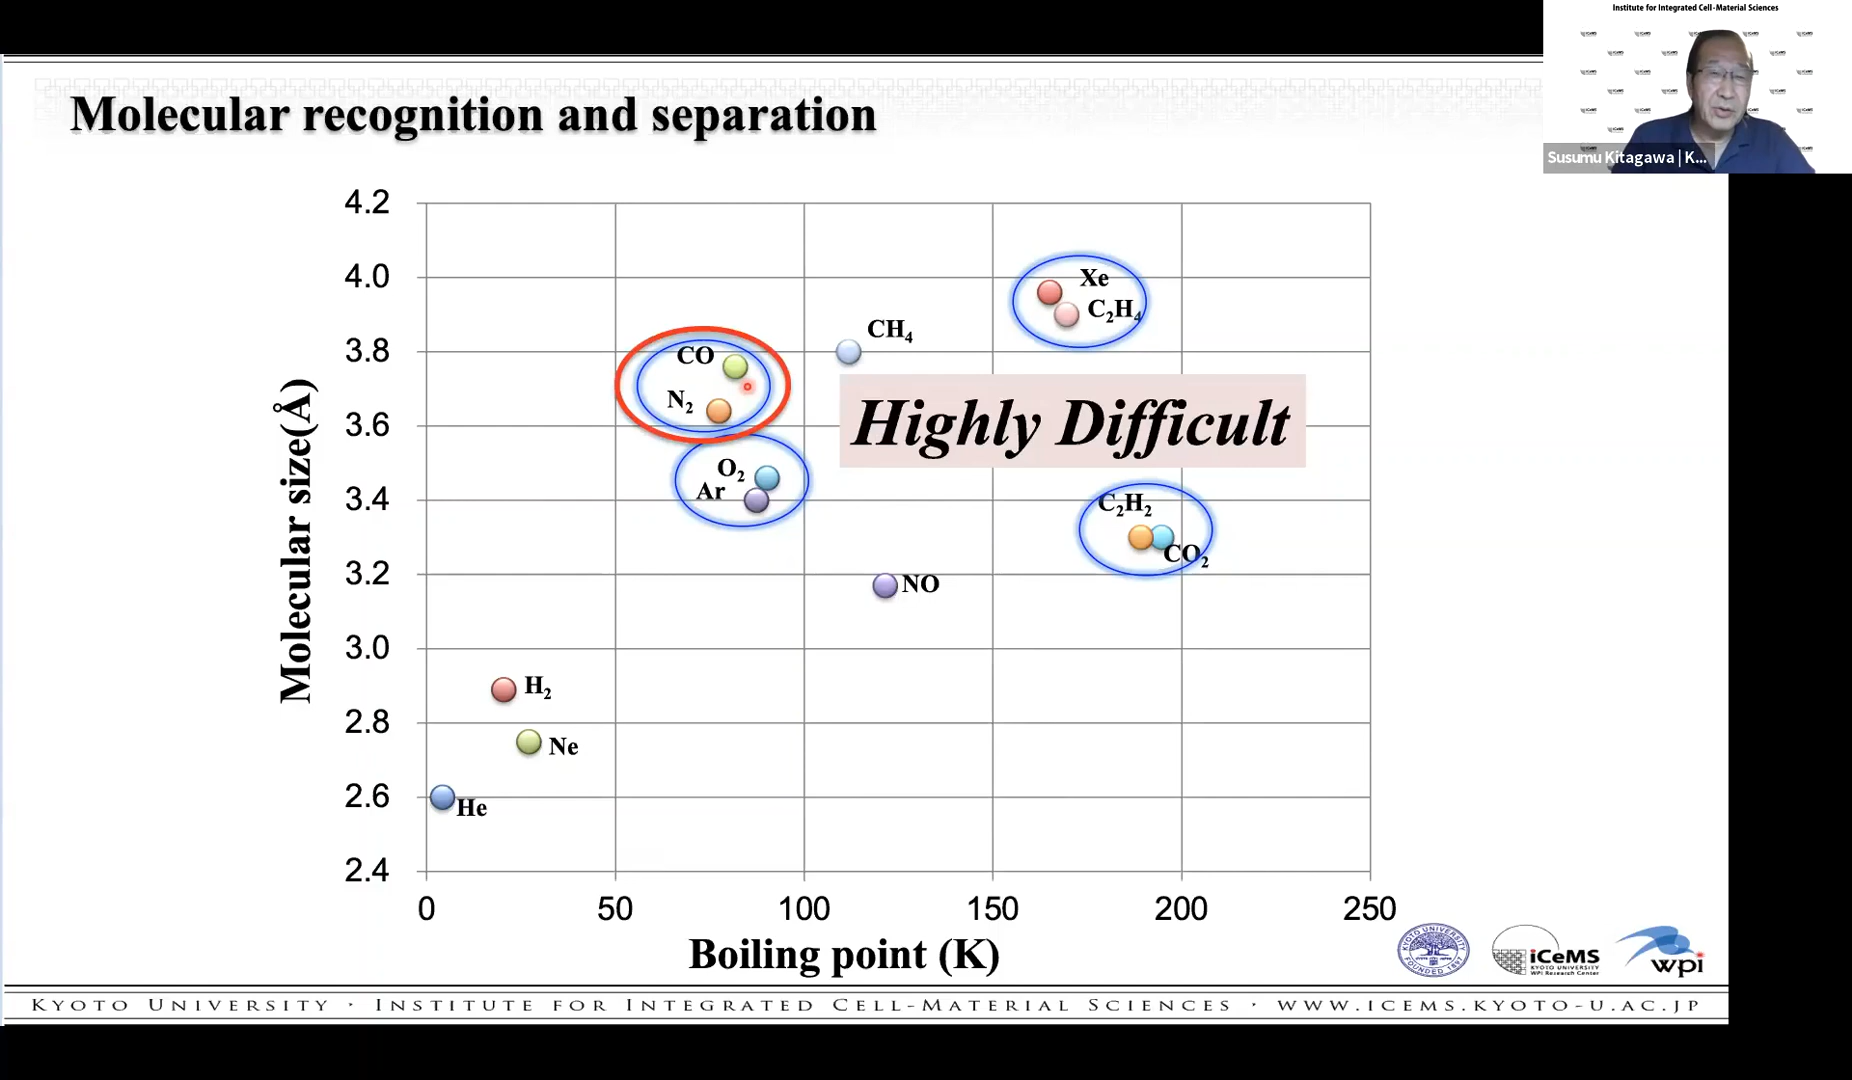 Institute for Integrated Cell-Material Sciences
Susumu Kitagawa | K...
Molecular recognition and separation
4.2
4.0
3.8
3.6
3.4
3.2
3.0
2.8
2.6
2.4
Molecular size(Å)
Xe
C₂H₄
CH₄
CO
N₂
Highly Difficult
O₂
Ar
C₂H₂
CO₂
NO
H₂
Ne
He
0 50 100 150 200 250
Boiling point (K)
KYOTO UNIVERSITY
FOUNDED 1897
iCeMS
KYOTO UNIVERSITY
WPI Research Center
wpi
KYOTO UNIVERSITY · INSTITUTE FOR INTEGRATED CELL-MATERIAL SCIENCES · WWW.ICEMS.KYOTO-U.AC.JP